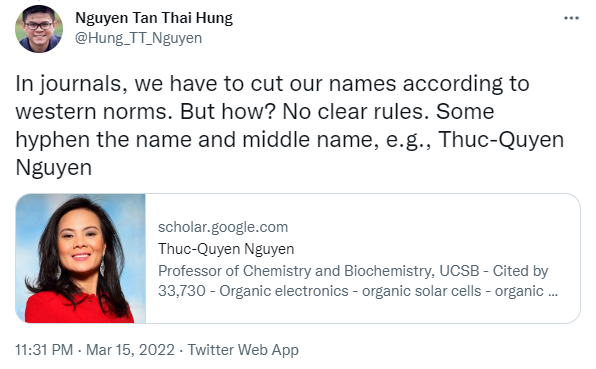 Nguyen Tan Thai Hung
@Hung_TT_Nguyen
In journals, we have to cut our names according to
western norms. But how? No clear rules. Some
hyphen the name and middle name, e.g., Thuc-Quyen
Nguyen
scholar.google.com
Thuc-Quyen Nguyen
Professor of Chemistry and Biochemistry, UCSB - Cited by
33,730 - Organic electronics - organic solar cells - organic ...
11:31 PM · Mar 15, 2022 · Twitter Web App